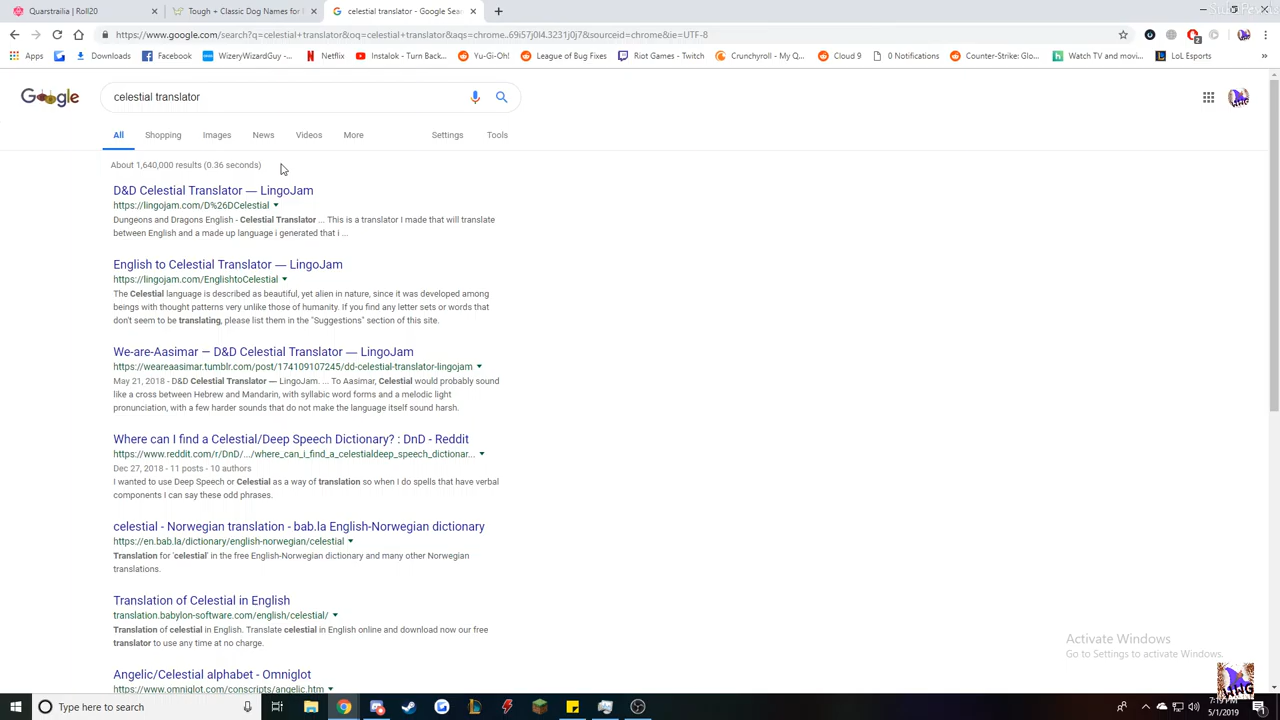 Quarstralia | Roll20
Tough + Classic Dog Toys for
celestial translator - Google Sear
https://www.google.com/search?q=celestial+translator&oq=celestial+translator&aqs=chrome..69i57j0l4.3231j0j7&sourceid=chrome&ie=UTF-8
Apps
Downloads
Facebook
WizeryWizardGuy -...
Netflix
Instalok - Turn Back...
Yu-Gi-Oh!
League of Bug Fixes
Riot Games - Twitch
Crunchyroll - My Q...
Cloud 9
0 Notifications
Counter-Strike: Glo...
Watch TV and movi...
LoL Esports
Google
celestial translator
All Shopping Images News Videos More Settings Tools
About 1,640,000 results (0.36 seconds)
D&D Celestial Translator — LingoJam
https://lingojam.com/D%26DCelestial
Dungeons and Dragons English - Celestial Translator ... This is a translator I made that will translate
between English and a made up language i generated that i ...
English to Celestial Translator — LingoJam
https://lingojam.com/EnglishtoCelestial
The Celestial language is described as beautiful, yet alien in nature, since it was developed among
beings with thought patterns very unlike those of humanity. If you find any letter sets or words that
don't seem to be translating, please list them in the "Suggestions" section of this site.
We-are-Aasimar — D&D Celestial Translator — LingoJam
https://weareaasimar.tumblr.com/post/174109107245/dd-celestial-translator-lingojam
May 21, 2018 - D&D Celestial Translator — LingoJam. ... To Aasimar, Celestial would probably sound
like a cross between Hebrew and Mandarin, with syllabic word forms and a melodic light
pronunciation, with a few harder sounds that do not make the language itself sound harsh.
Where can I find a Celestial/Deep Speech Dictionary? : DnD - Reddit
https://www.reddit.com/r/DnD/.../where_can_i_find_a_celestialdeep_speech_dictionar...
Dec 27, 2018 - 11 posts - 10 authors
I wanted to use Deep Speech or Celestial as a way of translation so when I do spells that have verbal
components I can say these odd phrases.
celestial - Norwegian translation - bab.la English-Norwegian dictionary
https://en.bab.la/dictionary/english-norwegian/celestial
Translation for 'celestial' in the free English-Norwegian dictionary and many other Norwegian
translations.
Translation of Celestial in English
translation.babylon-software.com/english/celestial/
Translation of celestial in English. Translate celestial in English online and download now our free
translator to use any time at no charge.
Angelic/Celestial alphabet - Omniglot
https://www.omniglot.com/conscripts/angelic.htm
Activate Windows
Go to Settings to activate Windows.
LING
Type here to search
7:19 PM
5/1/2019